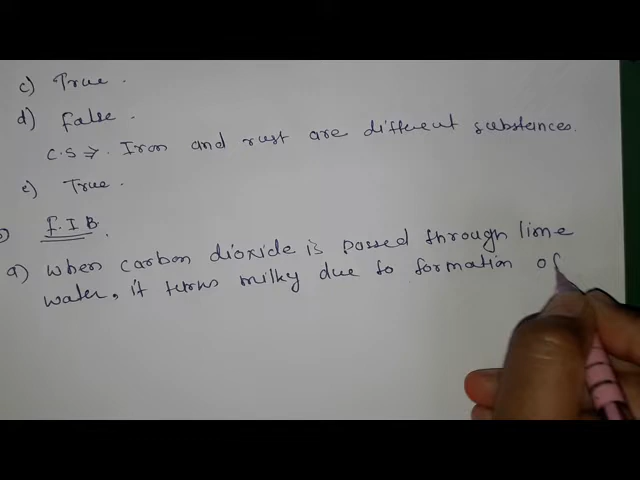 c) True.
d) False.
C.S ⇒ Iron and rust are different substances.
e) True.
F.I.B.
a) When carbon dioxide is passed through lime
water, it turns milky due to formation of